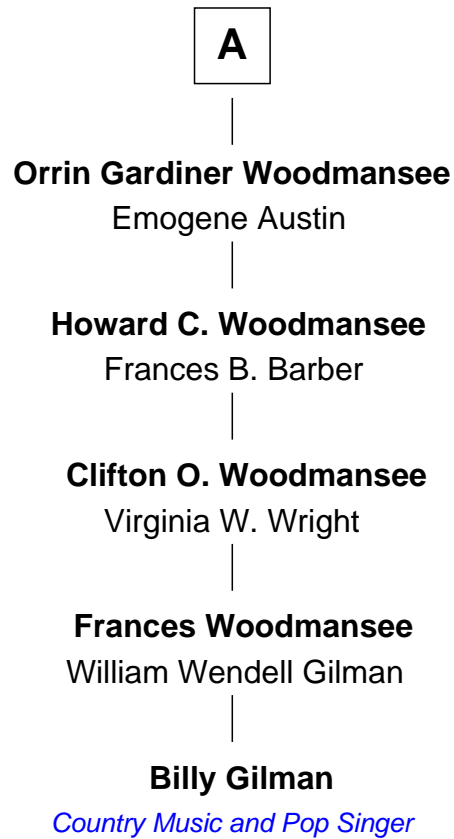 A
Orrin Gardiner Woodmansee
Emogene Austin
Howard C. Woodmansee
Frances B. Barber
Clifton O. Woodmansee
Virginia W. Wright
Frances Woodmansee
William Wendell Gilman
Billy Gilman
Country Music and Pop Singer